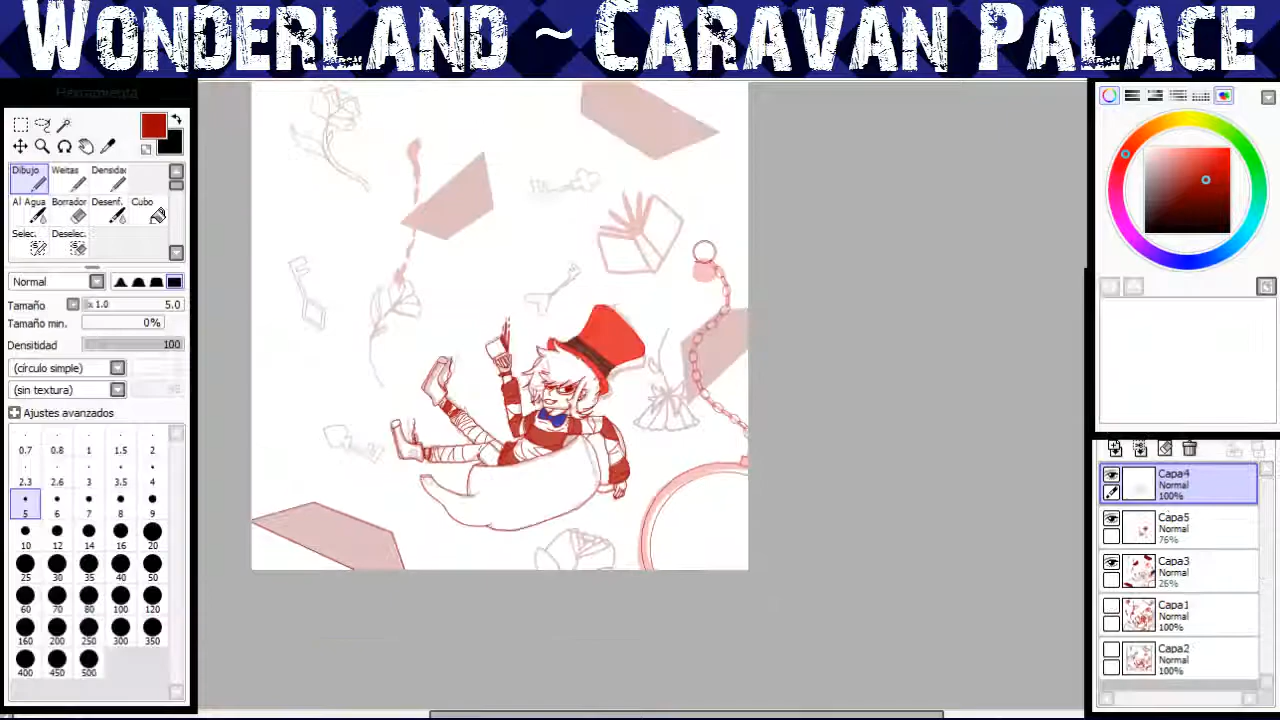 WONDERLAND ~ CARAVAN PALACE
Herramienta
Dibujo Weitas Densidad
Al Agua Borrador Desenf. Cubo
Selec. Deselec.
Normal
Tamaño x 1.0 5.0
Tamaño min. 0%
Densitidad 100
(círculo simple)
(sin textura)
Ajustes avanzados
0.7 0.8 1 1.5 2
2.3 2.6 3 3.5 4
5 6 7 8 9
10 12 14 16 20
25 30 35 40 50
60 70 80 100 120
160 200 250 300 350
400 450 500
Capa4
Normal
100%
Capa5
Normal
76%
Capa3
Normal
26%
Capa1
Normal
100%
Capa2
Normal
100%